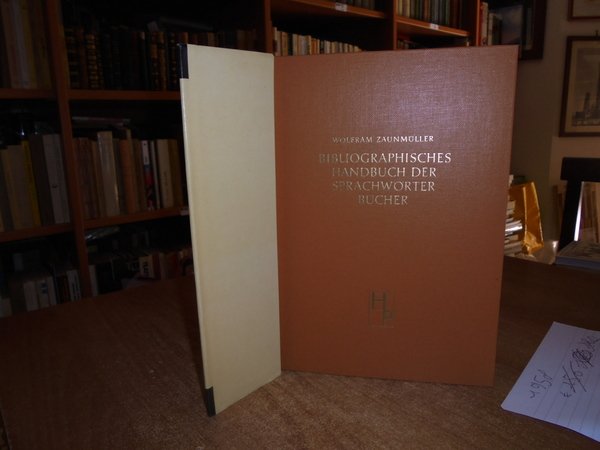 WOLFRAM ZAUNMÜLLER
BIBLIOGRAPHISCHES
HANDBUCH DER
SPRACHWÖRTER
BÜCHER